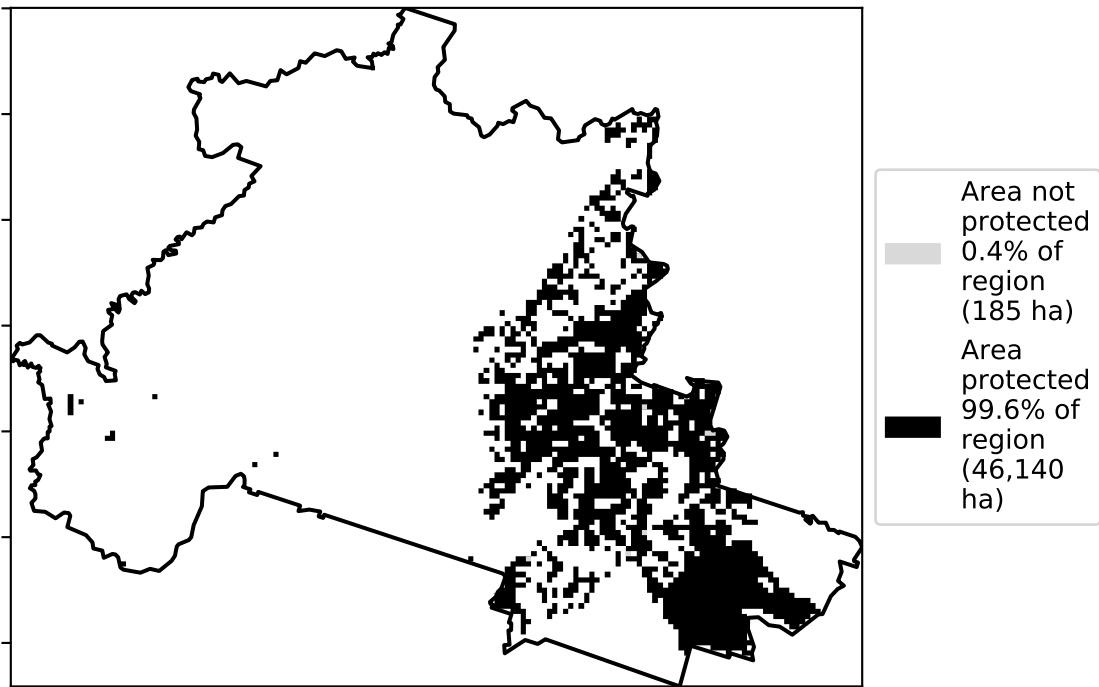 Area not
protected
0.4% of
region
(185 ha)
Area
protected
99.6% of
region
(46,140
ha)